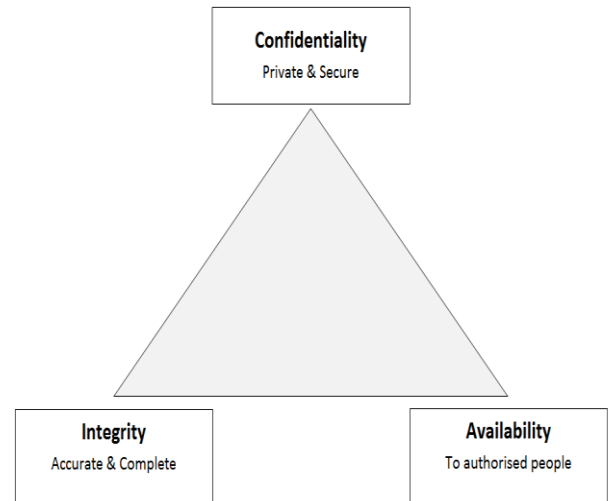 Confidentiality
Private & Secure
Integrity
Accurate & Complete
Availability
To authorised people